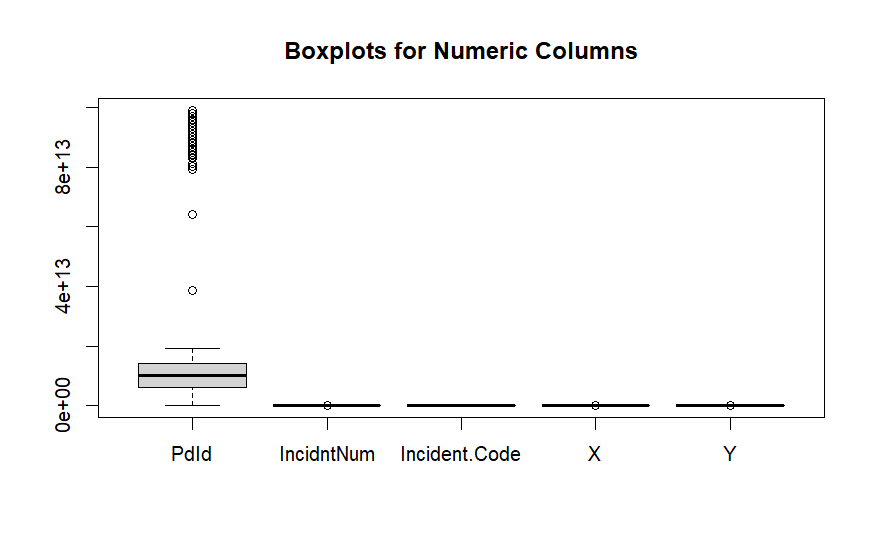 Boxplots for Numeric Columns
8e+13
4e+13
0e+00
PdId IncidntNum Incident.Code X Y